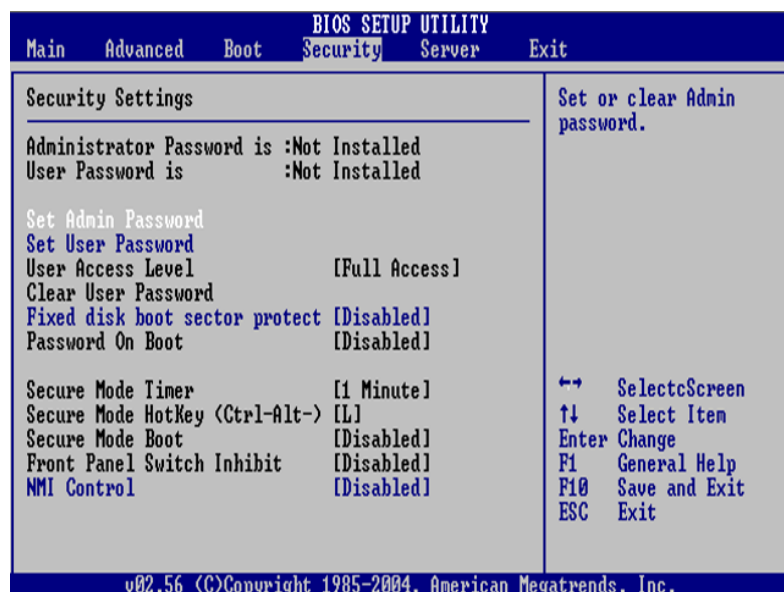 BIOS SETUP UTILITY
Main Advanced Boot Security Server Exit
Security Settings
Administrator Password is :Not Installed
User Password is :Not Installed
Set Admin Password
Set User Password
User Access Level [Full Access]
Clear User Password
Fixed disk boot sector protect [Disabled]
Password On Boot [Disabled]
Secure Mode Timer [1 Minute]
Secure Mode HotKey (Ctrl-Alt-) [L]
Secure Mode Boot [Disabled]
Front Panel Switch Inhibit [Disabled]
NMI Control [Disabled]
Set or clear Admin
password.
←→ SelectcScreen
↑↓ Select Item
Enter Change
F1 General Help
F10 Save and Exit
ESC Exit
v02.56 (C)Copyright 1985-2004, American Megatrends, Inc.